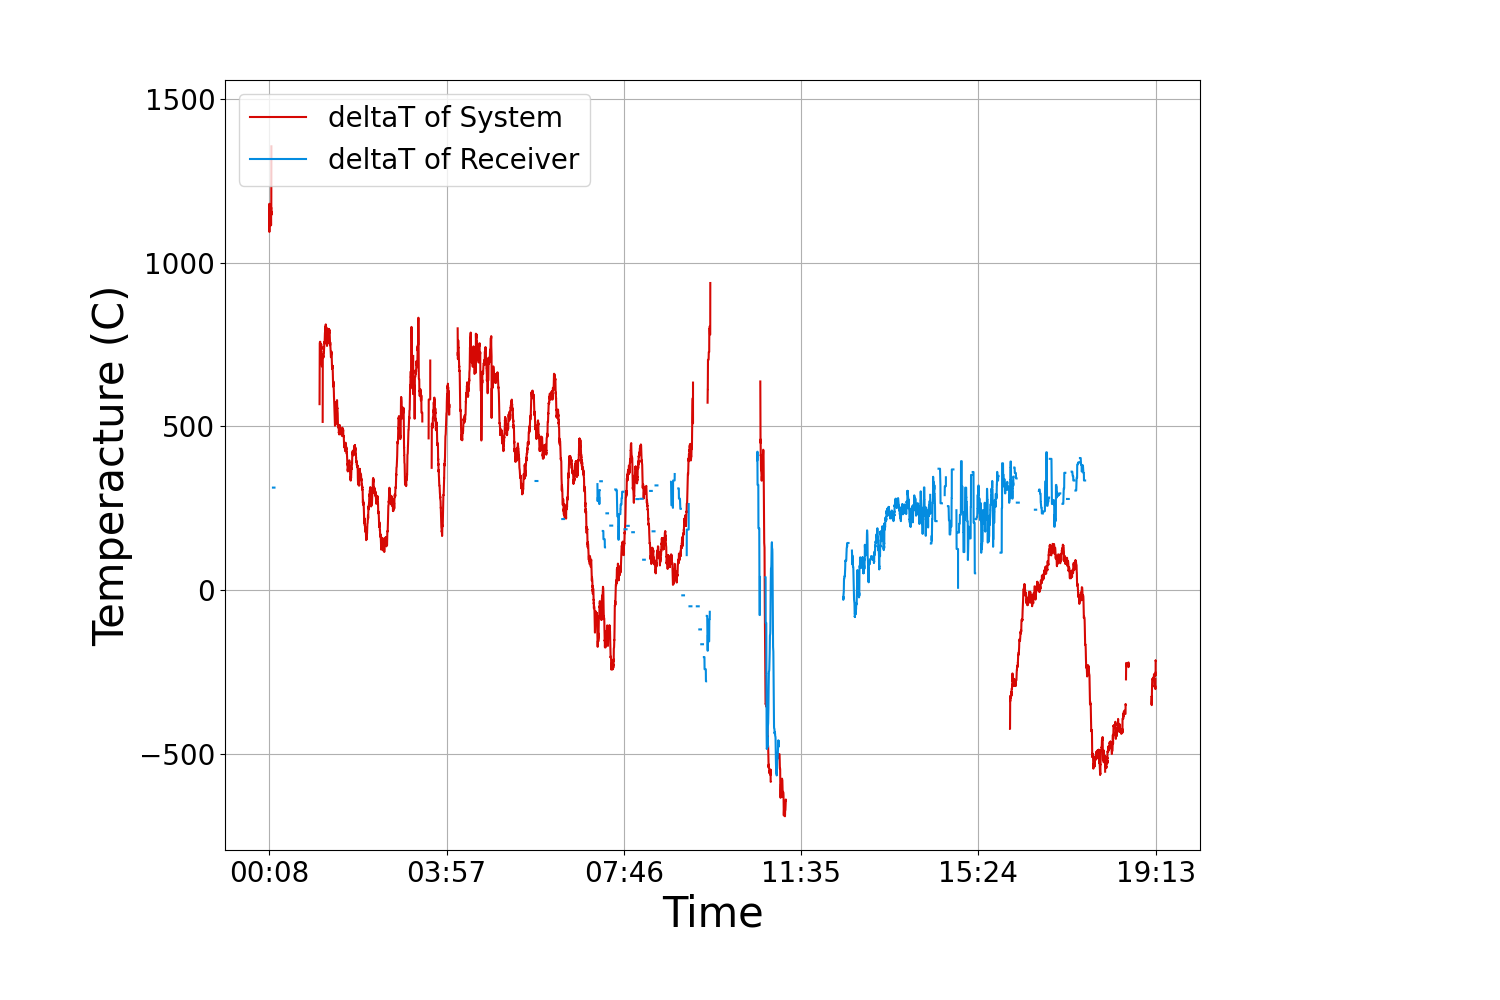 deltaT of System
deltaT of Receiver
1500
1000
500
0
−500
Temperacture (C)
00:08 03:57 07:46 11:35 15:24 19:13
Time